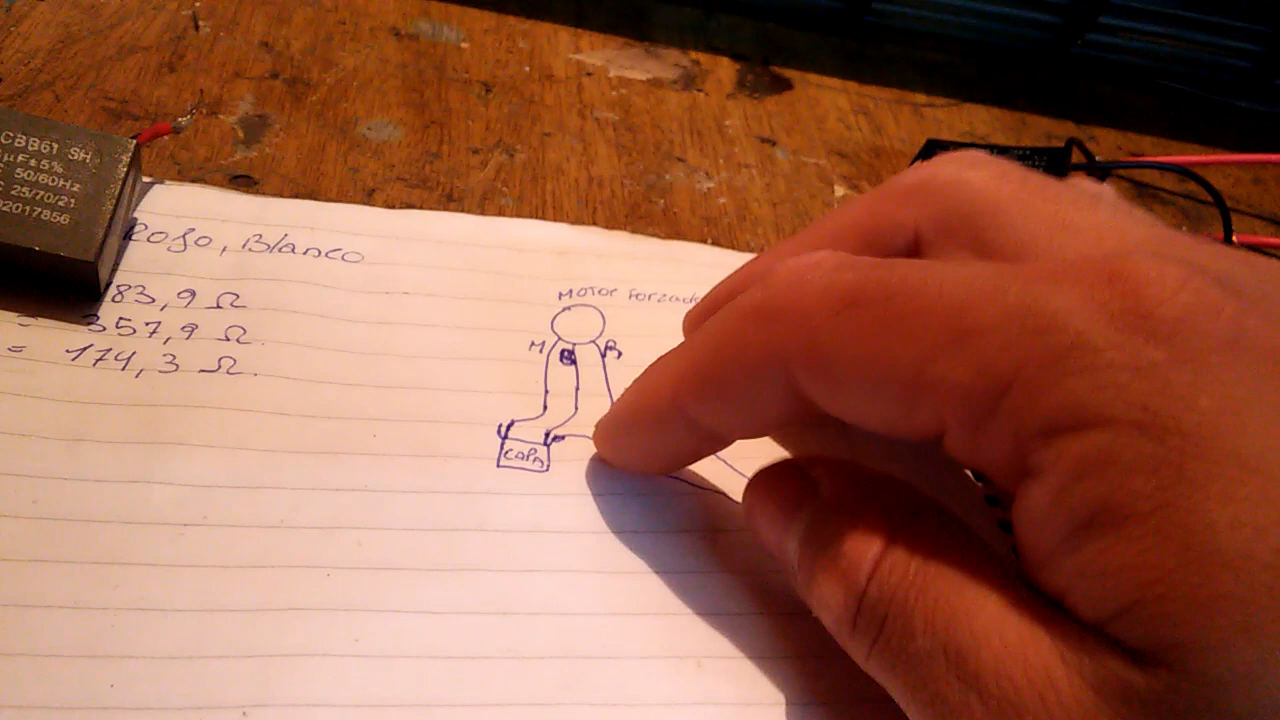 CBB61 SH
µF±5%
50/60Hz
25/70/21
02017856
Rojo, Blanco
83,9 Ω
= 357,9 Ω.
= 174,3 Ω.
MOTOR Forzado
M B B
CAPA